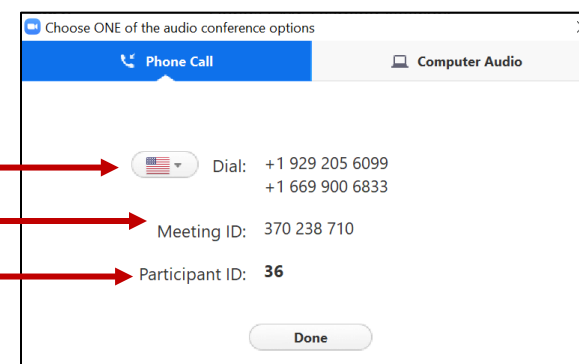 Choose ONE of the audio conference options
Phone Call
Computer Audio
Dial: +1 929 205 6099
+1 669 900 6833
Meeting ID: 370 238 710
Participant ID: 36
Done